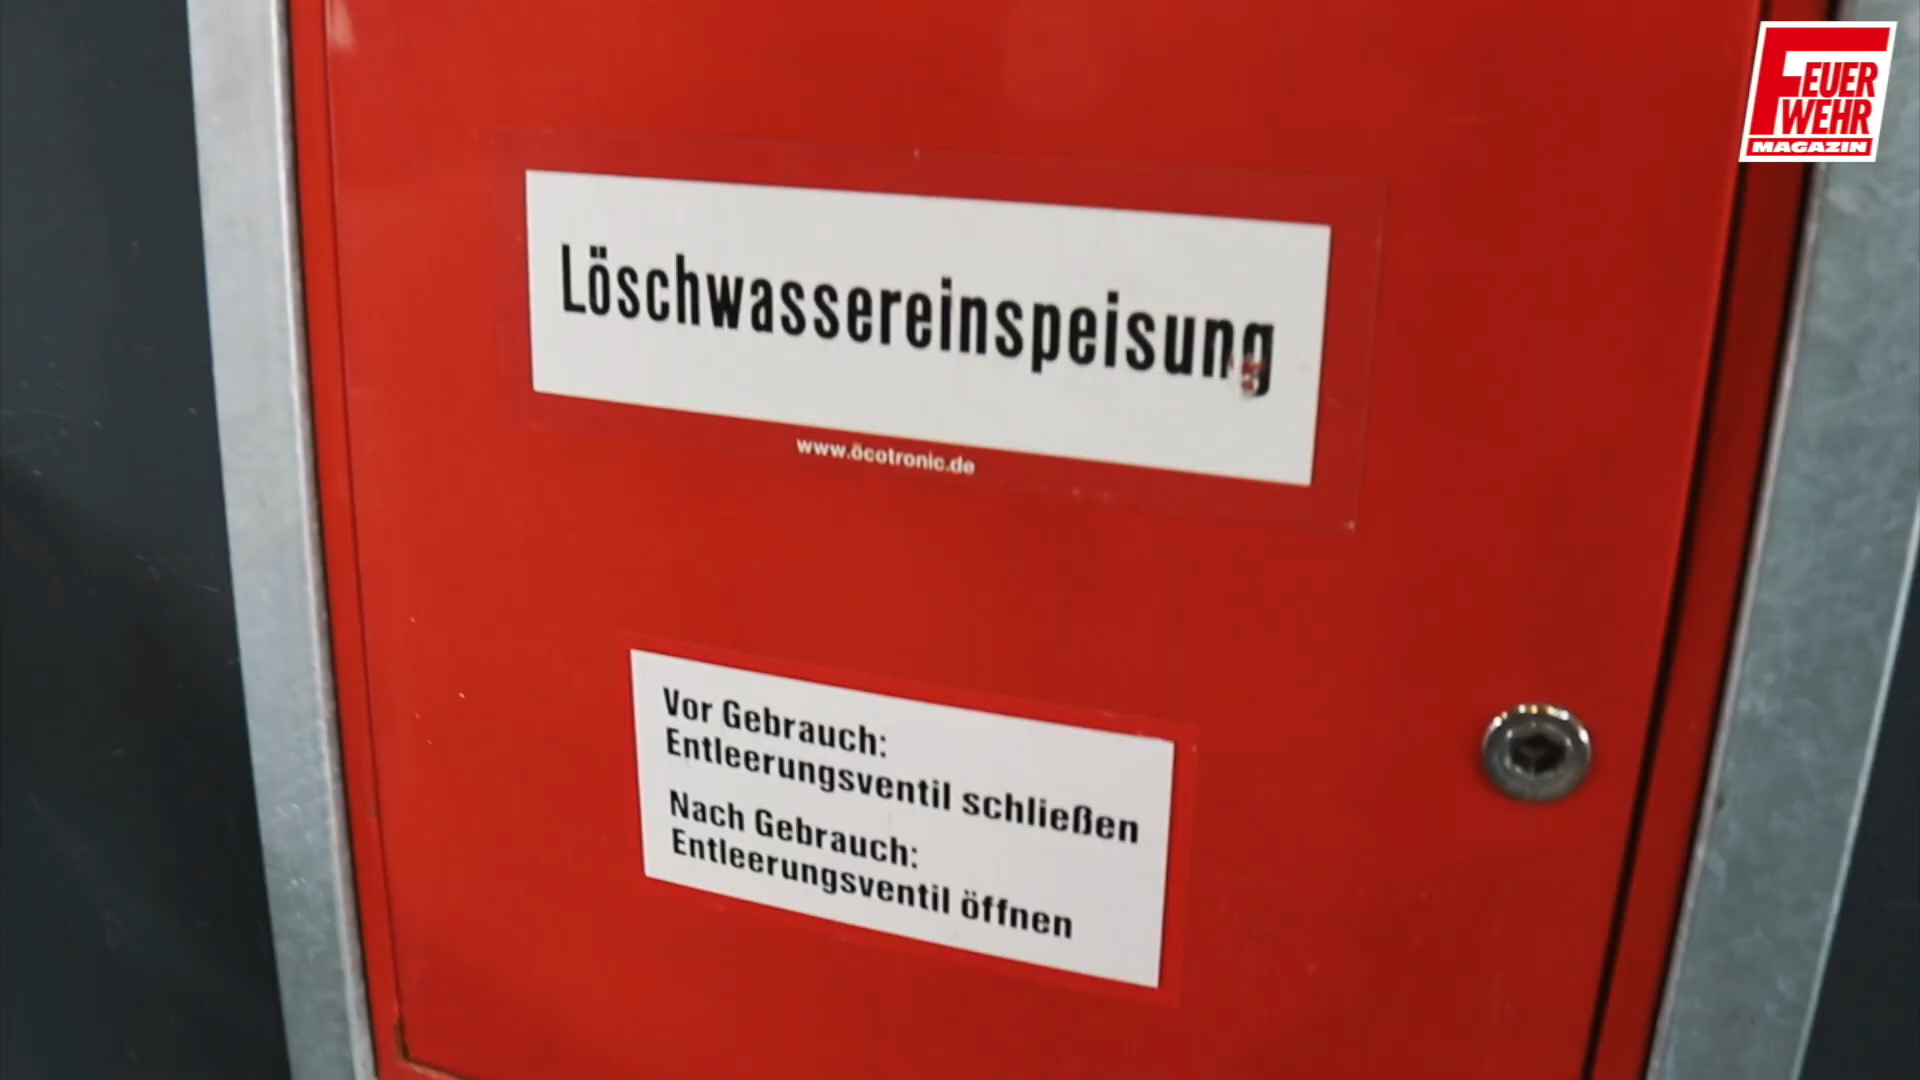 FEUER
WEHR
MAGAZIN
Löschwassereinspeisung
www.öcotronic.de
Vor Gebrauch:
Entleerungsventil schließen
Nach Gebrauch:
Entleerungsventil öffnen